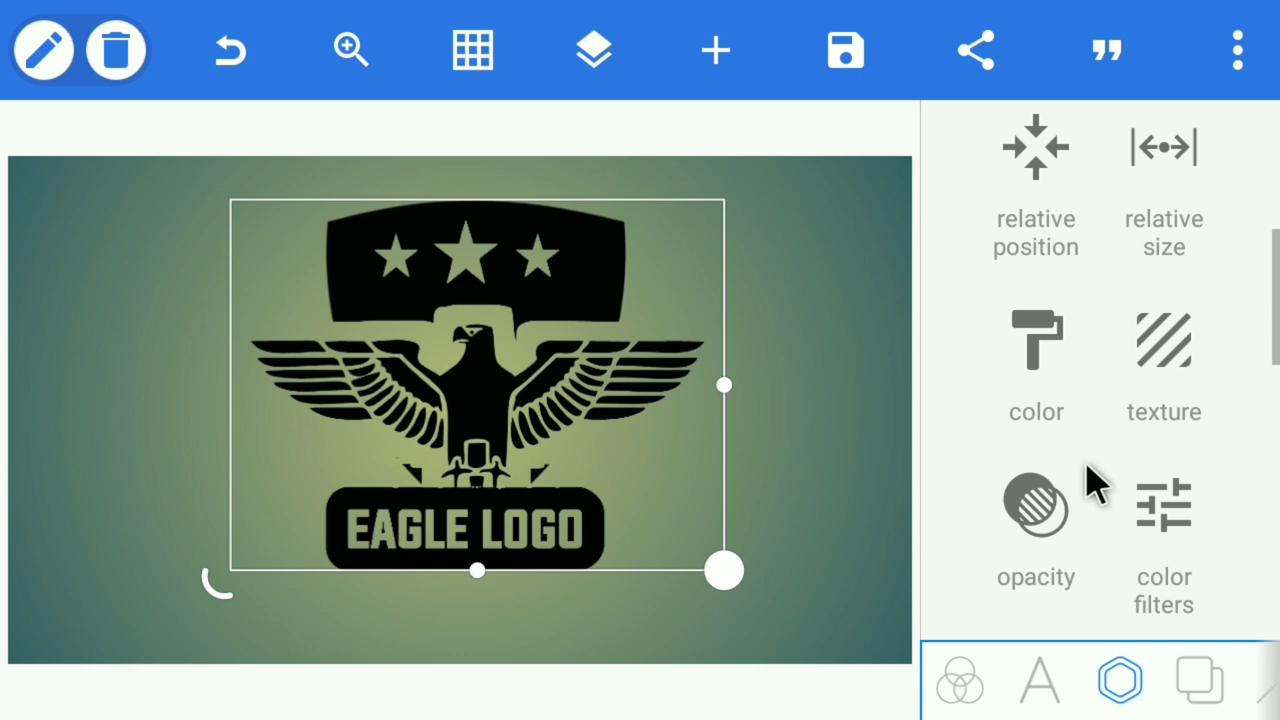 relative
position
relative
size
color
texture
EAGLE LOGO
opacity
color
filters